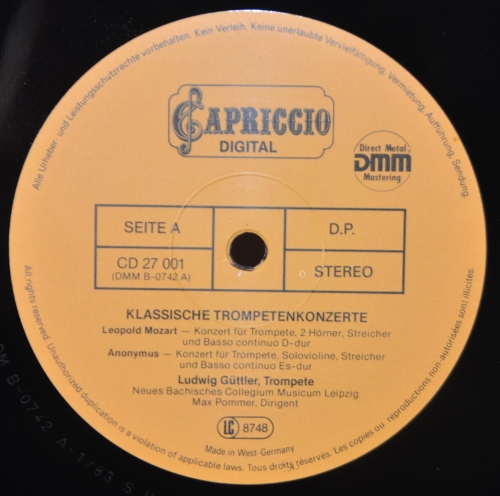 Alle Urheber- und Leistungsschutzrechte vorbehalten. Kein Verleih. Keine unerlaubte Vervielfältigung, Vermietung, Aufführung, Sendung.
CAPRICCIO
DIGITAL
Direct Metal
DMM
Mastering
SEITE A
D.P.
CD 27 001
(DMM B-0742 A)
STEREO
KLASSISCHE TROMPETENKONZERTE
Leopold Mozart — Konzert für Trompete, 2 Hörner, Streicher
und Basso continuo D-dur
Anonymus — Konzert für Trompete, Solovioline, Streicher
und Basso continuo Es-dur
Ludwig Güttler, Trompete
Neues Bachisches Collegium Musicum Leipzig
Max Pommer, Dirigent
LC 8748
Made in West-Germany
All rights reserved. Unauthorized duplication is a violation of applicable laws. Tous droits réservés. Les copies ou reproductions non-autorisées sont illicites.
DMM B-0742 A-1/83 S